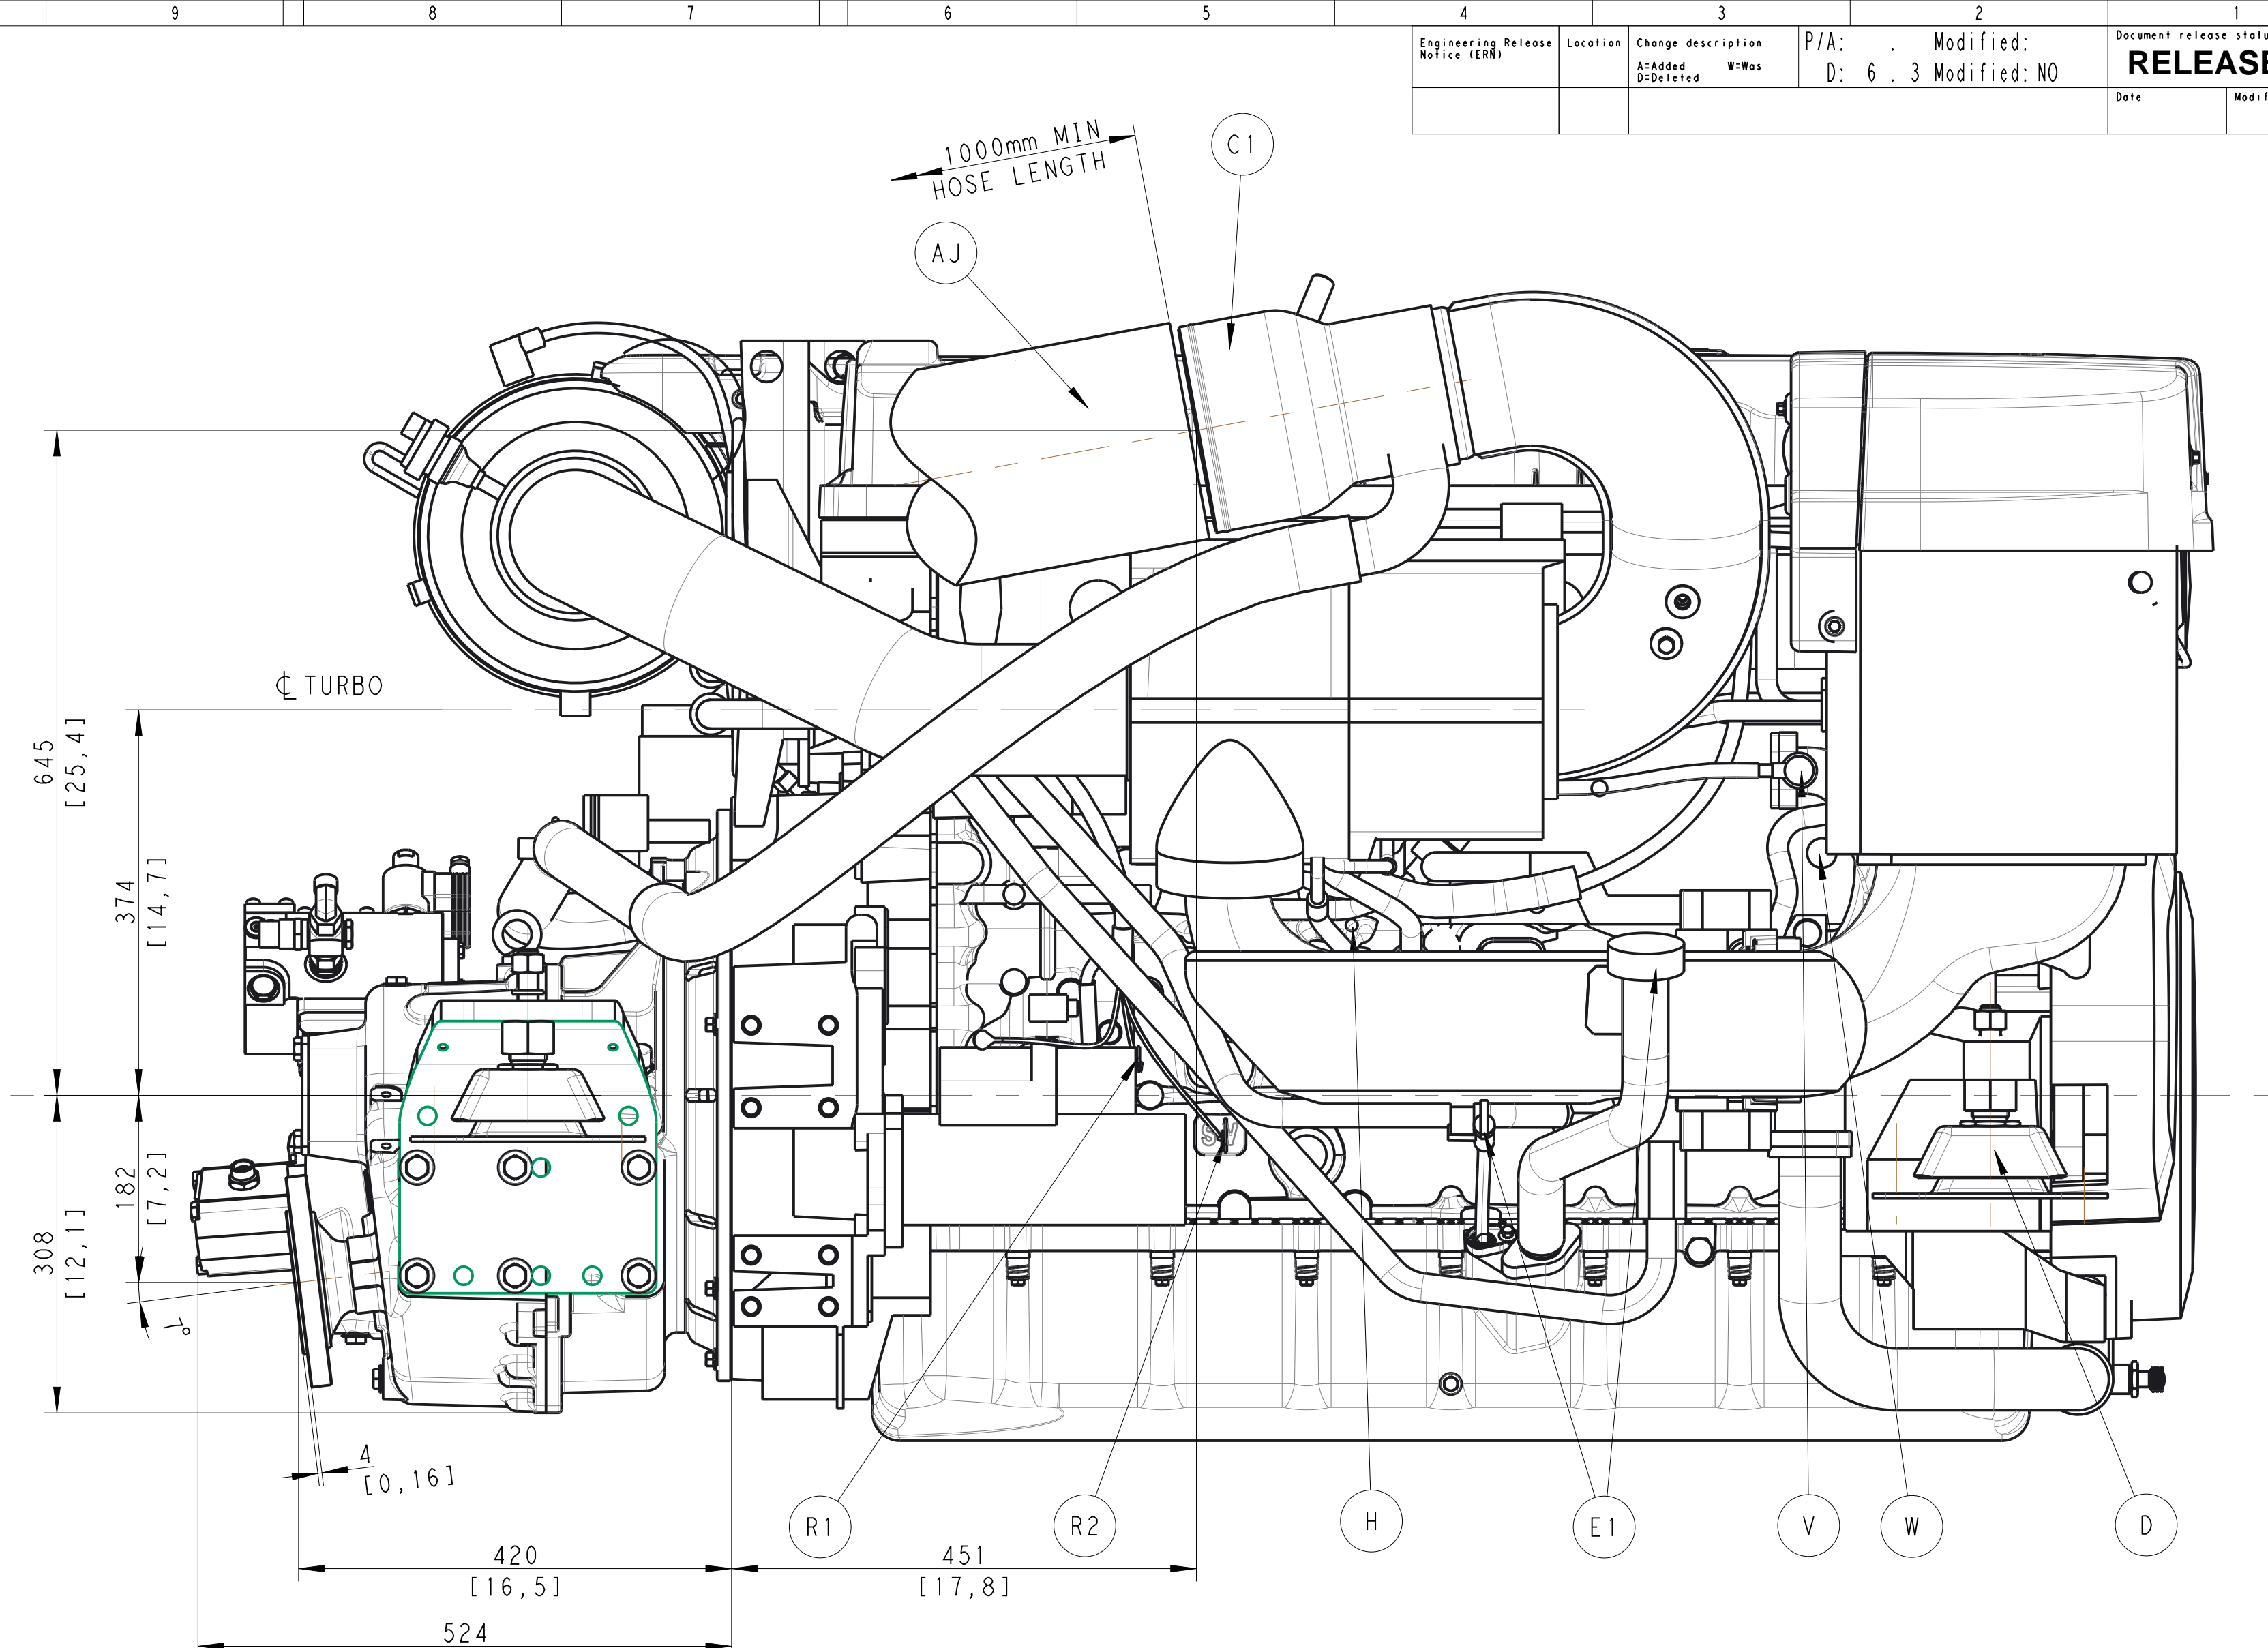 9 8 7 6 5 4 3 2 1
Engineering Release
Notice (ERN)
Location
Change description
A=Added W=Was
D=Deleted
P/A: . Modified:
D: 6 . 3 Modified: NO
Document release statu
RELEASE
Date
Modif
1000mm MIN
HOSE LENGTH
C1
AJ
℄ TURBO
645
[25,4]
374
[14,7]
182
[7,2]
308
[12,1]
7°
4
[0,16]
R1
R2
H
E1
V
W
D
420
[16,5]
451
[17,8]
524